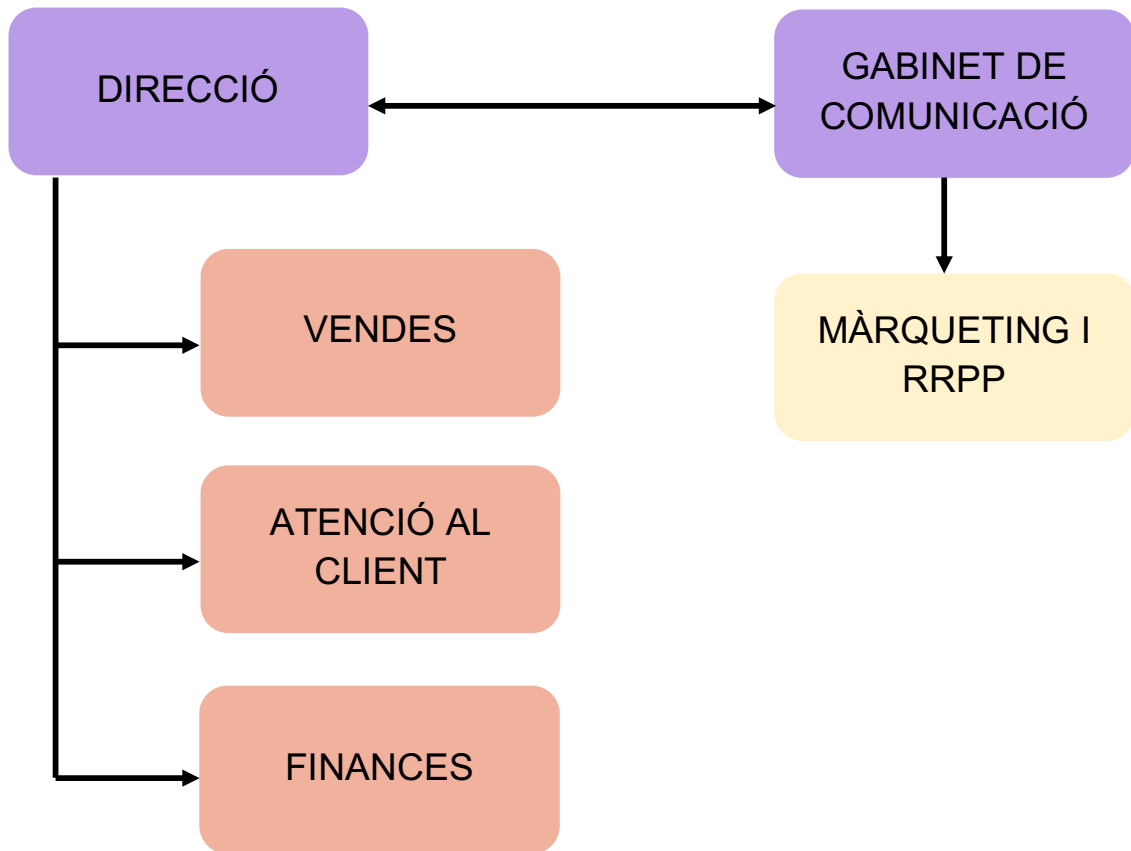 DIRECCIÓ
GABINET DE
COMUNICACIÓ
VENDES
MÀRQUETING I
RRPP
ATENCIÓ AL
CLIENT
FINANCES